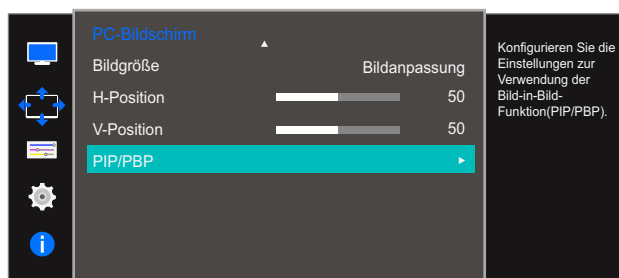 PC-Bildschirm
Bildgröße Bildanpassung
H-Position 50
V-Position 50
PIP/PBP
Konfigurieren Sie die
Einstellungen zur
Verwendung der
Bild-in-Bild-
Funktion(PIP/PBP).